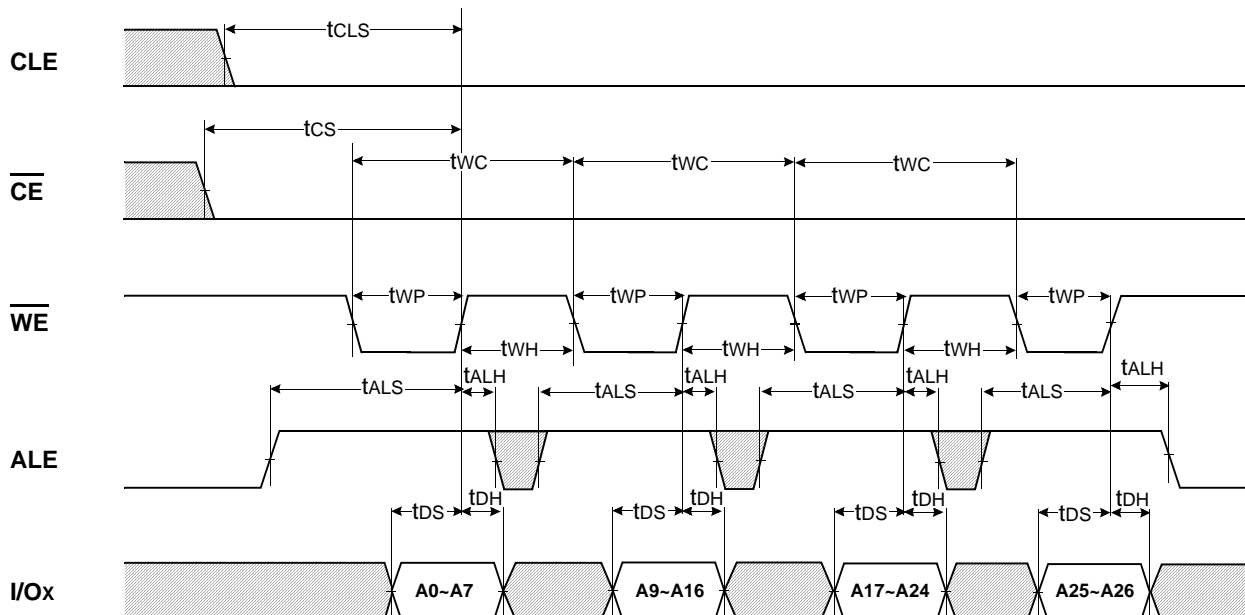 tCLS
CLE
tCS
tWC tWC tWC
CE
tWP tWP tWP tWP
WE
tWH tWH tWH
tALH tALH tALH tALH
tALS tALS tALS tALS
ALE
tDS tDH tDS tDH tDS tDH tDS tDH
I/Ox A0~A7 A9~A16 A17~A24 A25~A26